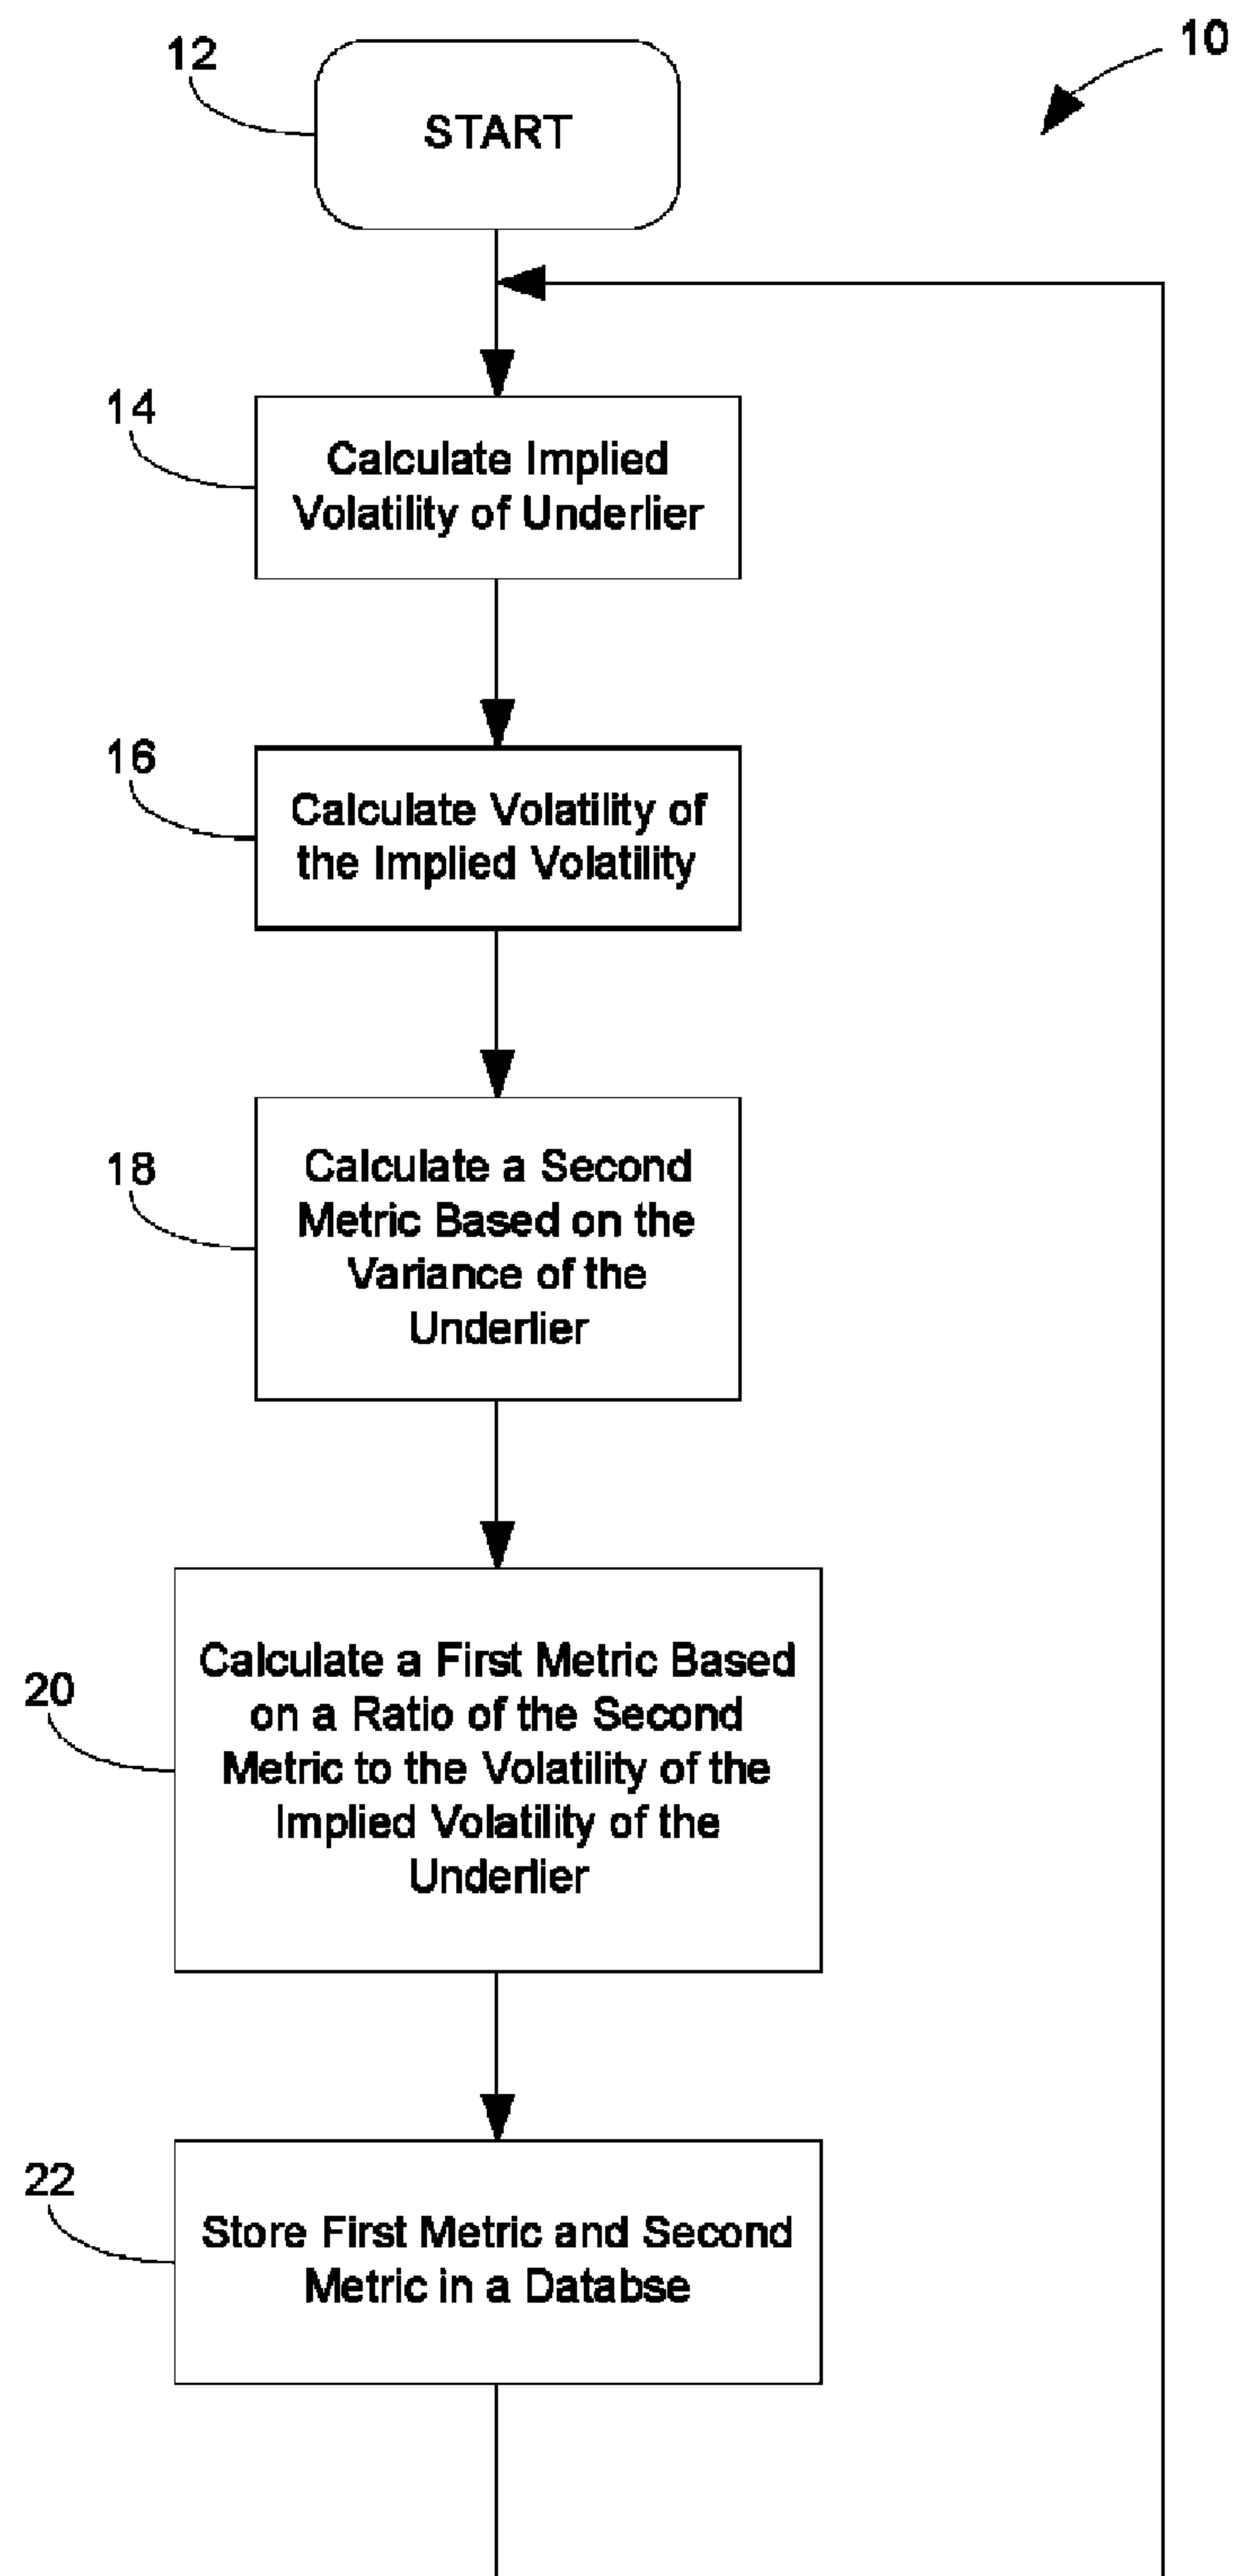 10
12
START
14
Calculate Implied
Volatility of Underlier
16
Calculate Volatility of
the Implied Volatility
18
Calculate a Second
Metric Based on the
Variance of the
Underlier
20
Calculate a First Metric Based
on a Ratio of the Second
Metric to the Volatility of the
Implied Volatility of the
Underlier
22
Store First Metric and Second
Metric in a Databse